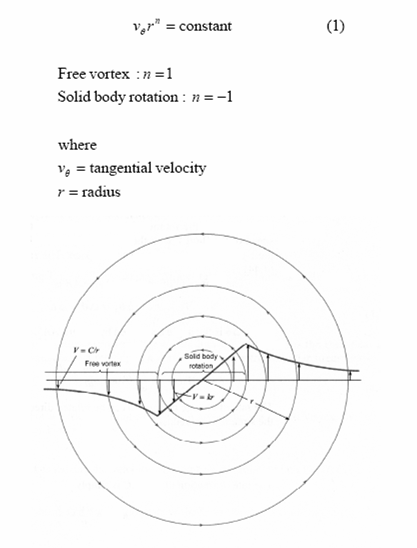 v_θ r^n = constant (1)
Free vortex : n = 1
Solid body rotation : n = −1
where
v_θ = tangential velocity
r = radius
V = C/r
Free vortex
Solid body
rotation
V = kr
r